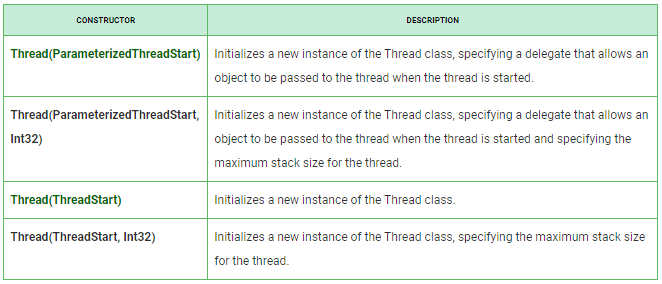 CONSTRUCTOR DESCRIPTION
Thread(ParameterizedThreadStart) Initializes a new instance of the Thread class, specifying a delegate that allows an
object to be passed to the thread when the thread is started.
Thread(ParameterizedThreadStart, Initializes a new instance of the Thread class, specifying a delegate that allows an
Int32) object to be passed to the thread when the thread is started and specifying the
maximum stack size for the thread.
Thread(ThreadStart) Initializes a new instance of the Thread class.
Thread(ThreadStart, Int32) Initializes a new instance of the Thread class, specifying the maximum stack size
for the thread.